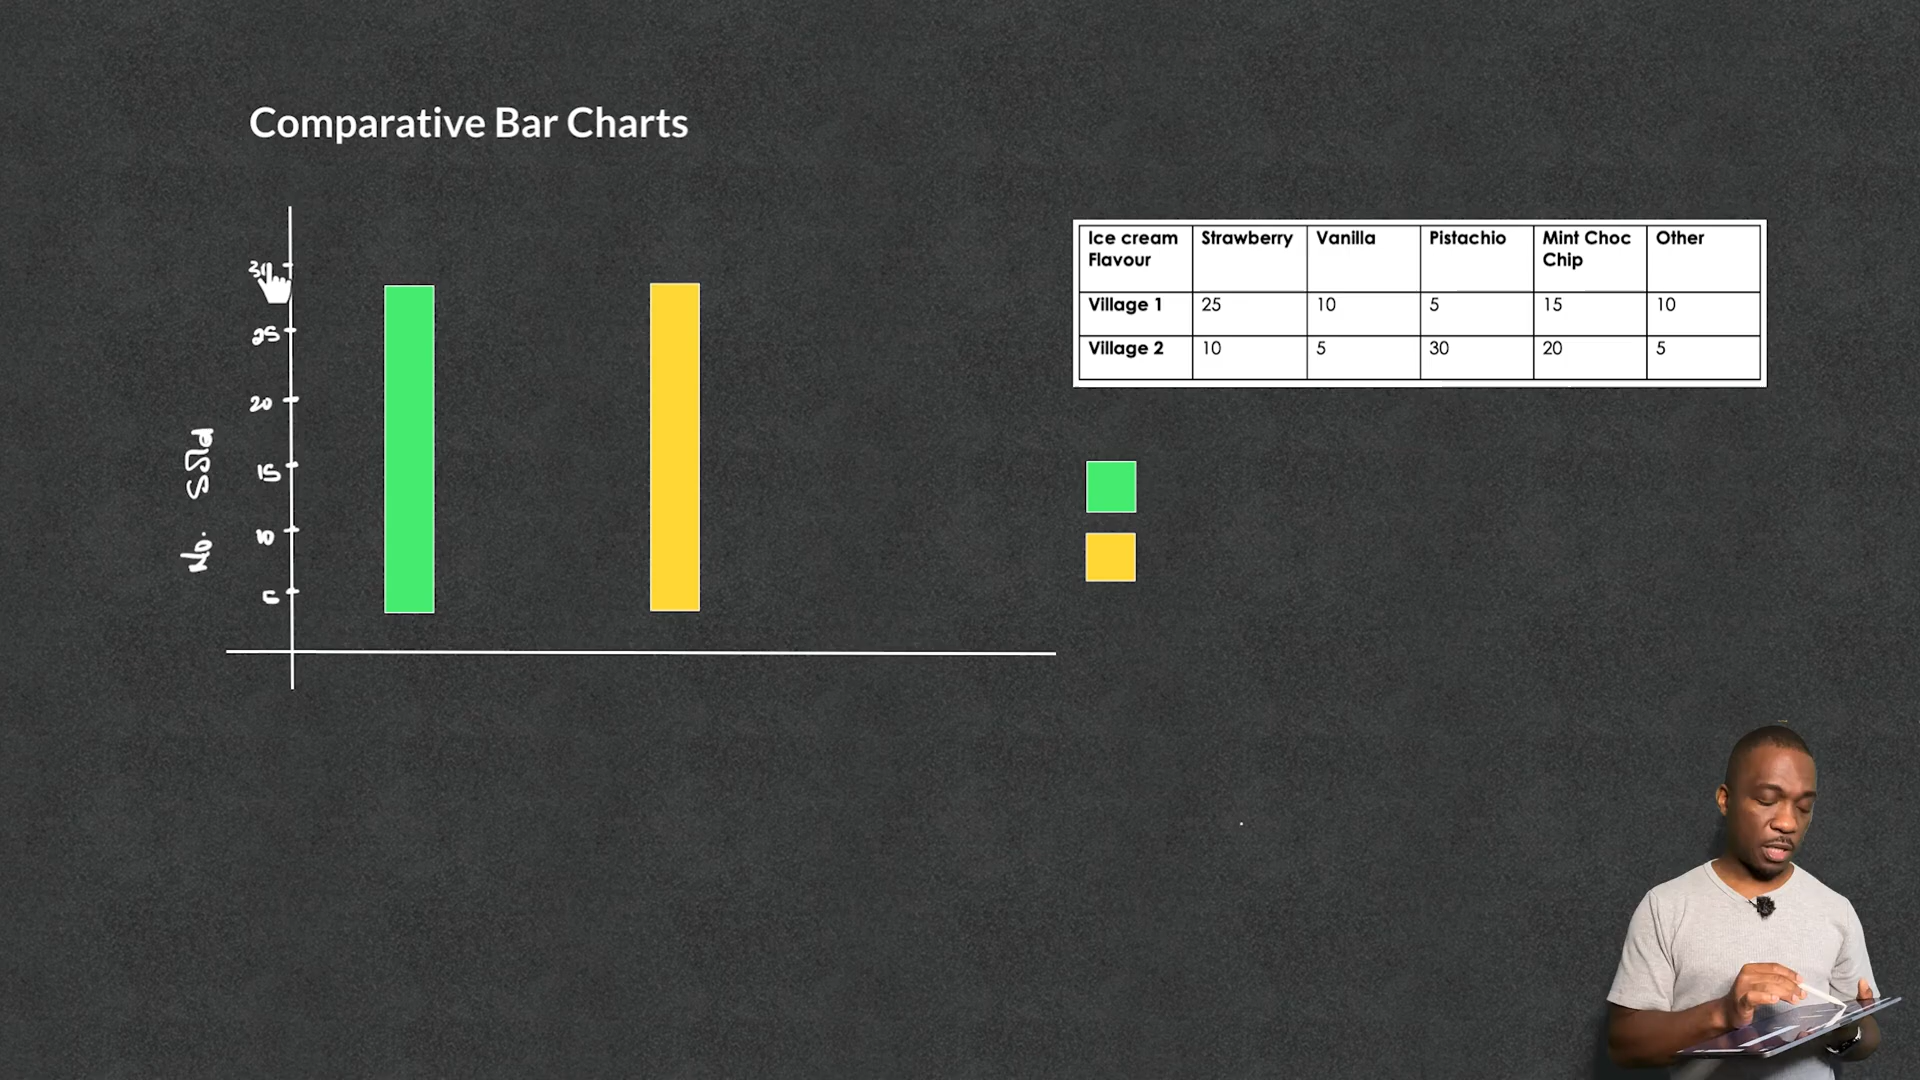 Comparative Bar Charts
Ice cream Flavour Strawberry Vanilla Pistachio Mint Choc Chip Other
Village 1 25 10 5 15 10
Village 2 10 5 30 20 5
30
25
20
15
10
5
No. Sold